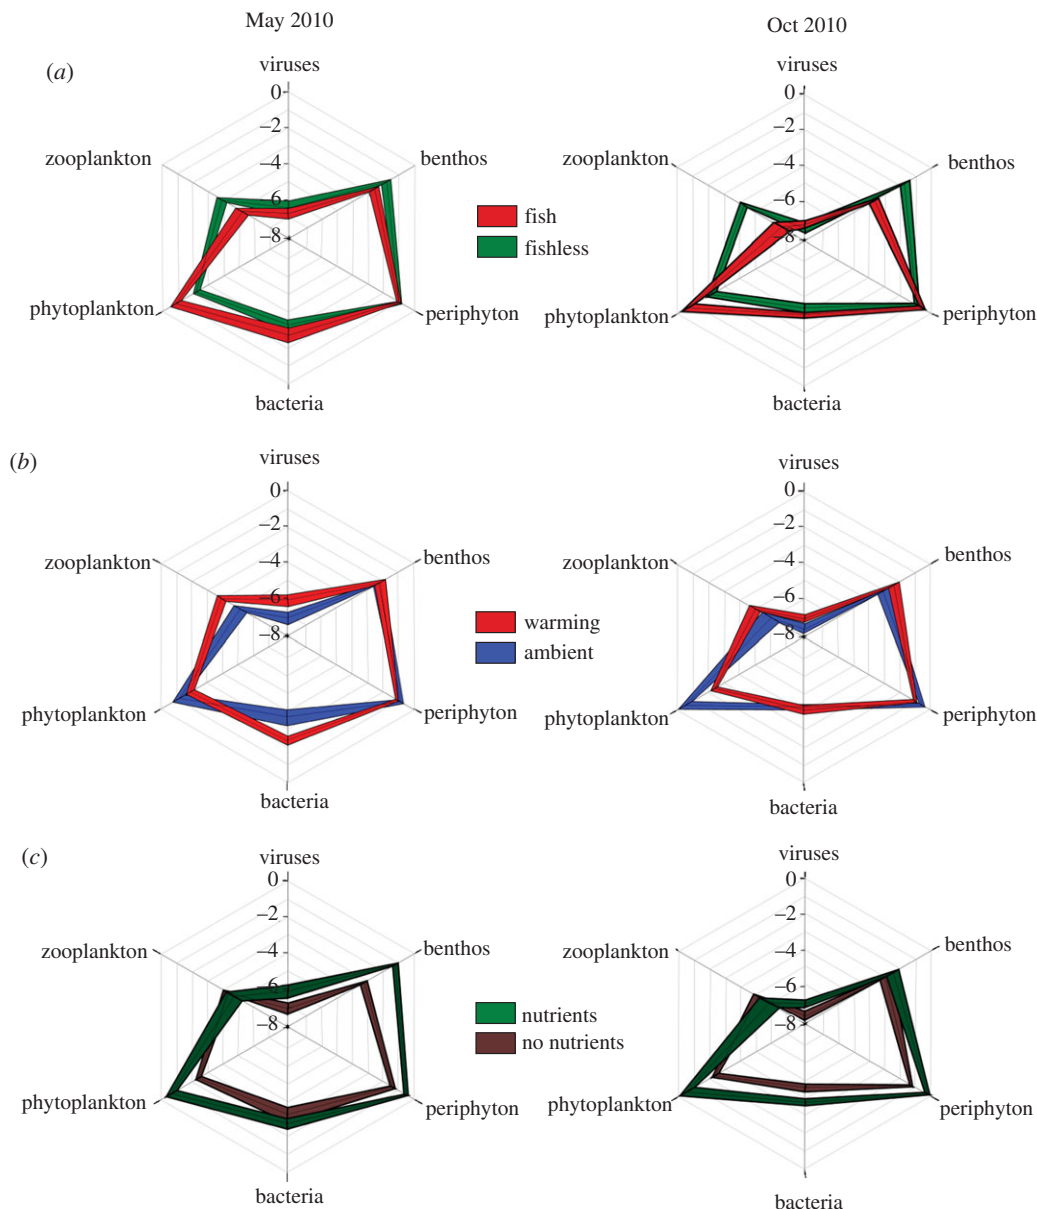 May 2010
Oct 2010
(a)
viruses
0
−2
−4
−6
−8
zooplankton
benthos
phytoplankton
periphyton
bacteria
fish
fishless
viruses
0
−2
−4
−6
−8
zooplankton
benthos
phytoplankton
periphyton
bacteria
(b)
viruses
0
−2
−4
−6
−8
zooplankton
benthos
phytoplankton
periphyton
bacteria
warming
ambient
viruses
0
−2
−4
−6
−8
zooplankton
benthos
phytoplankton
periphyton
bacteria
(c)
viruses
0
−2
−4
−6
−8
zooplankton
benthos
phytoplankton
periphyton
bacteria
nutrients
no nutrients
viruses
0
−2
−4
−6
−8
zooplankton
benthos
phytoplankton
periphyton
bacteria